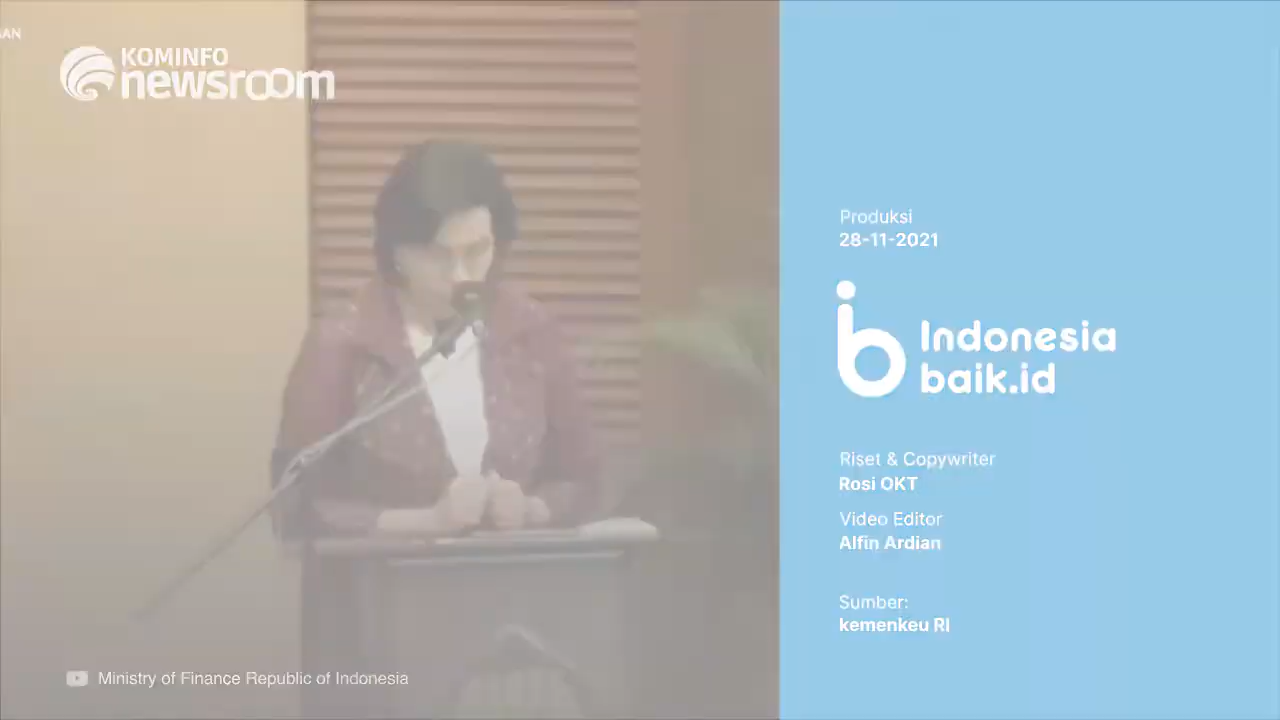 AN
KOMINFO
newsroom
Produksi
28-11-2021
Indonesia
baik.id
Riset & Copywriter
Rosi OKT
Video Editor
Alfin Ardian
Sumber:
kemenkeu RI
Ministry of Finance Republic of Indonesia